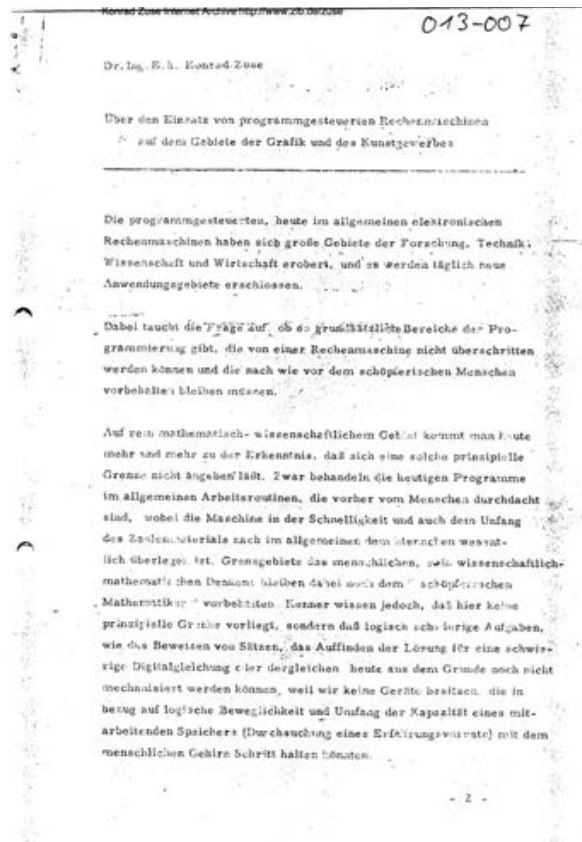 Konrad Zuse Internet Archive http://www.zib.de/zuse
013-007
Dr. Ing. E. h. Konrad Zuse
Über den Einsatz von programmgesteuerten Rechenmaschinen
auf dem Gebiete der Grafik und des Kunstgewerbes
Die programmgesteuerten, heute im allgemeinen elektronischen
Rechenmaschinen haben sich große Gebiete der Forschung, Technik,
Wissenschaft und Wirtschaft erobert, und es werden täglich neue
Anwendungsgebiete erschlossen.
Dabei taucht die Frage auf, ob es grundsätzliche Bereiche der Pro-
grammierung gibt, die von einer Rechenmaschine nicht überschritten
werden können und die nach wie vor dem schöpferischen Menschen
vorbehalten bleiben müssen.
Auf rein mathematisch- wissenschaftlichem Gebiet kommt man heute
mehr und mehr zu der Erkenntnis, daß sich eine solche prinzipielle
Grenze nicht angeben läßt. Zwar behandeln die heutigen Programme
im allgemeinen Arbeitsroutinen, die vorher vom Menschen durchdacht
sind, wobei die Maschine in der Schnelligkeit und auch dem Umfang
des Zahlenmaterials nach im allgemeinen dem Menschen wesent-
lich überlegen ist. Grenzgebiete des menschlichen, rein wissenschaftlich-
mathematischen Denkens bleiben dabei noch dem " schöpferischen
Mathematiker " vorbehalten. Kenner wissen jedoch, daß hier keine
prinzipielle Grenze vorliegt, sondern daß logisch schwierige Aufgaben,
wie das Beweisen von Sätzen, das Auffinden der Lösung für eine schwie-
rige Digitalgleichung oder dergleichen heute aus dem Grunde noch nicht
mechanisiert werden können, weil wir keine Geräte besitzen, die in
bezug auf logische Beweglichkeit und Umfang der Kapazität eines mit-
arbeitenden Speichers (Durchsuchung eines Erfahrungsvorrats) mit dem
menschlichen Gehirn Schritt halten könnten.
- 2 -